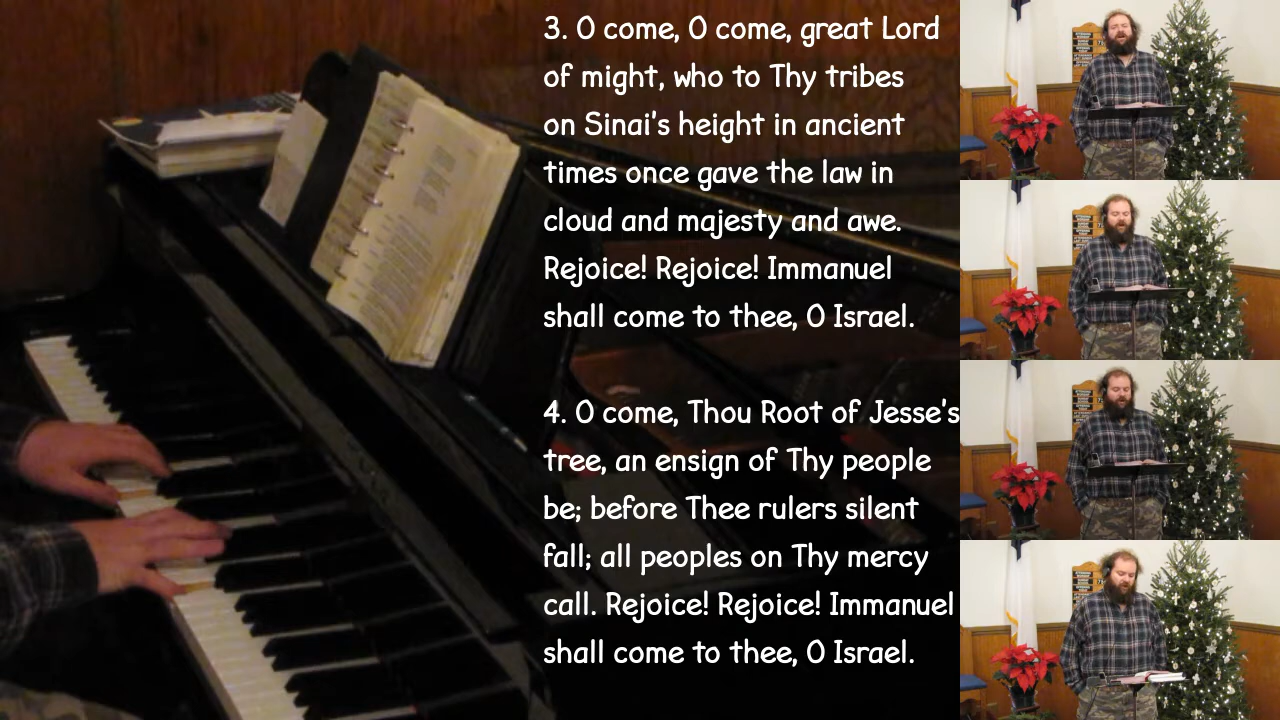 3. O come, O come, great Lord
of might, who to Thy tribes
on Sinai's height in ancient
times once gave the law in
cloud and majesty and awe.
Rejoice! Rejoice! Immanuel
shall come to thee, O Israel.
4. O come, Thou Root of Jesse's
tree, an ensign of Thy people
be; before Thee rulers silent
fall; all peoples on Thy mercy
call. Rejoice! Rejoice! Immanuel
shall come to thee, O Israel.